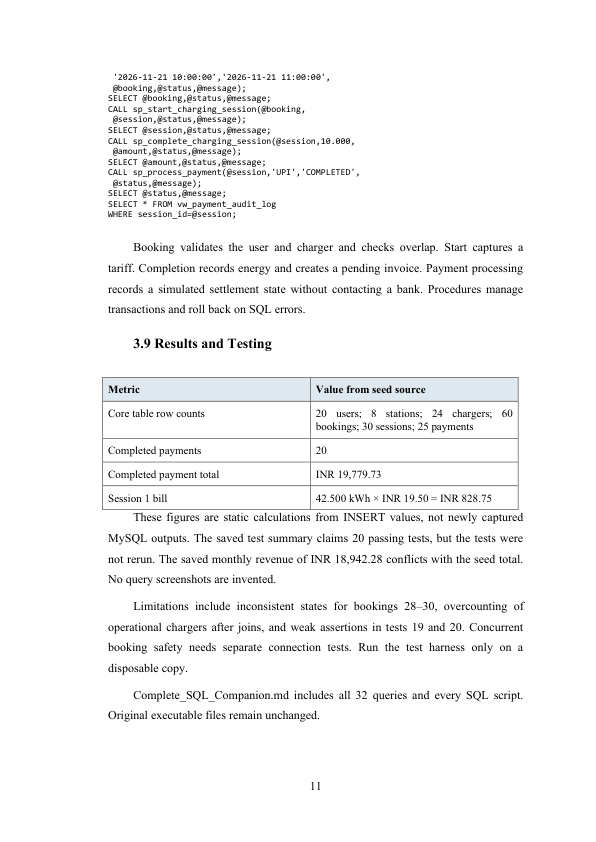 '2026-11-21 10:00:00','2026-11-21 11:00:00',
@booking,@status,@message);
SELECT @booking,@status,@message;
CALL sp_start_charging_session(@booking,
@session,@status,@message);
SELECT @session,@status,@message;
CALL sp_complete_charging_session(@session,10.000,
@amount,@status,@message);
SELECT @amount,@status,@message;
CALL sp_process_payment(@session,'UPI','COMPLETED',
@status,@message);
SELECT @status,@message;
SELECT * FROM vw_payment_audit_log
WHERE session_id=@session;
Booking validates the user and charger and checks overlap. Start captures a
tariff. Completion records energy and creates a pending invoice. Payment processing
records a simulated settlement state without contacting a bank. Procedures manage
transactions and roll back on SQL errors.
3.9 Results and Testing
Metric Value from seed source
Core table row counts 20 users; 8 stations; 24 chargers; 60
bookings; 30 sessions; 25 payments
Completed payments 20
Completed payment total INR 19,779.73
Session 1 bill 42.500 kWh × INR 19.50 = INR 828.75
These figures are static calculations from INSERT values, not newly captured
MySQL outputs. The saved test summary claims 20 passing tests, but the tests were
not rerun. The saved monthly revenue of INR 18,942.28 conflicts with the seed total.
No query screenshots are invented.
Limitations include inconsistent states for bookings 28–30, overcounting of
operational chargers after joins, and weak assertions in tests 19 and 20. Concurrent
booking safety needs separate connection tests. Run the test harness only on a
disposable copy.
Complete_SQL_Companion.md includes all 32 queries and every SQL script.
Original executable files remain unchanged.
11